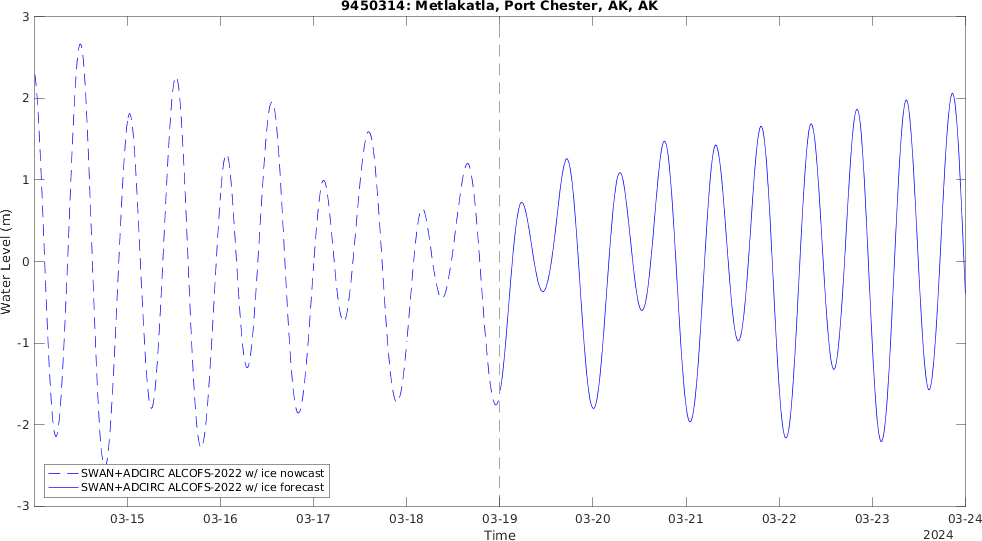 9450314: Metlakatla, Port Chester, AK, AK
3
2
1
0
-1
-2
-3
Water Level (m)
SWAN+ADCIRC ALCOFS-2022 w/ ice nowcast
SWAN+ADCIRC ALCOFS-2022 w/ ice forecast
03-15 03-16 03-17 03-18 03-19 03-20 03-21 03-22 03-23 03-24
Time
2024